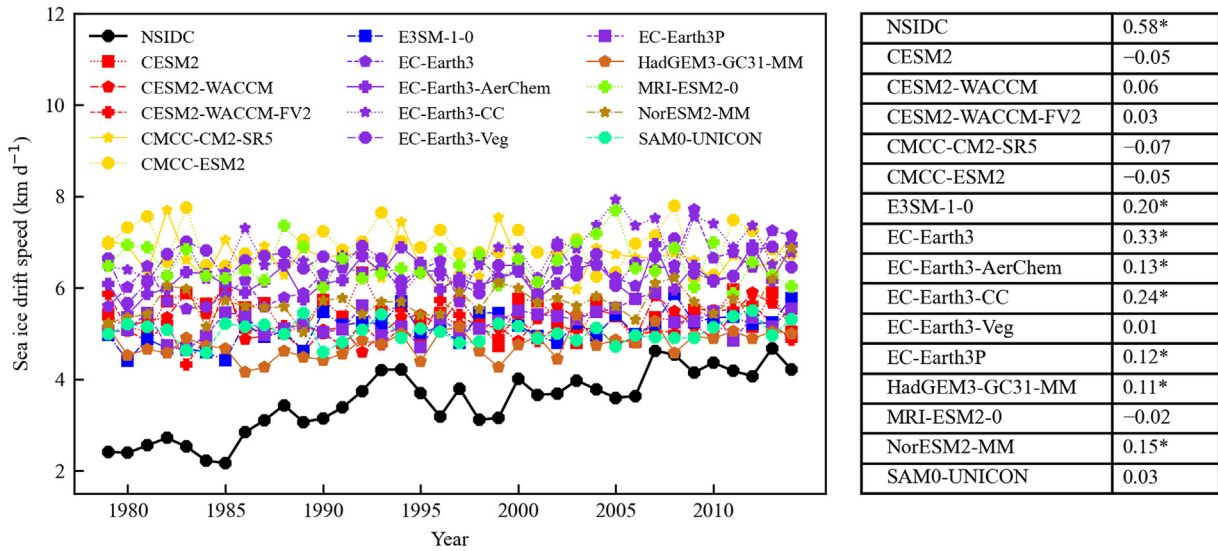 12
10
8
6
4
2
Sea ice drift speed (km d⁻¹)
NSIDC
CESM2
CESM2-WACCM
CESM2-WACCM-FV2
CMCC-CM2-SR5
CMCC-ESM2
E3SM-1-0
EC-Earth3
EC-Earth3-AerChem
EC-Earth3-CC
EC-Earth3-Veg
EC-Earth3P
HadGEM3-GC31-MM
MRI-ESM2-0
NorESM2-MM
SAM0-UNICON
1980 1985 1990 1995 2000 2005 2010
Year
NSIDC 0.58*
CESM2 −0.05
CESM2-WACCM 0.06
CESM2-WACCM-FV2 0.03
CMCC-CM2-SR5 −0.07
CMCC-ESM2 −0.05
E3SM-1-0 0.20*
EC-Earth3 0.33*
EC-Earth3-AerChem 0.13*
EC-Earth3-CC 0.24*
EC-Earth3-Veg 0.01
EC-Earth3P 0.12*
HadGEM3-GC31-MM 0.11*
MRI-ESM2-0 −0.02
NorESM2-MM 0.15*
SAM0-UNICON 0.03